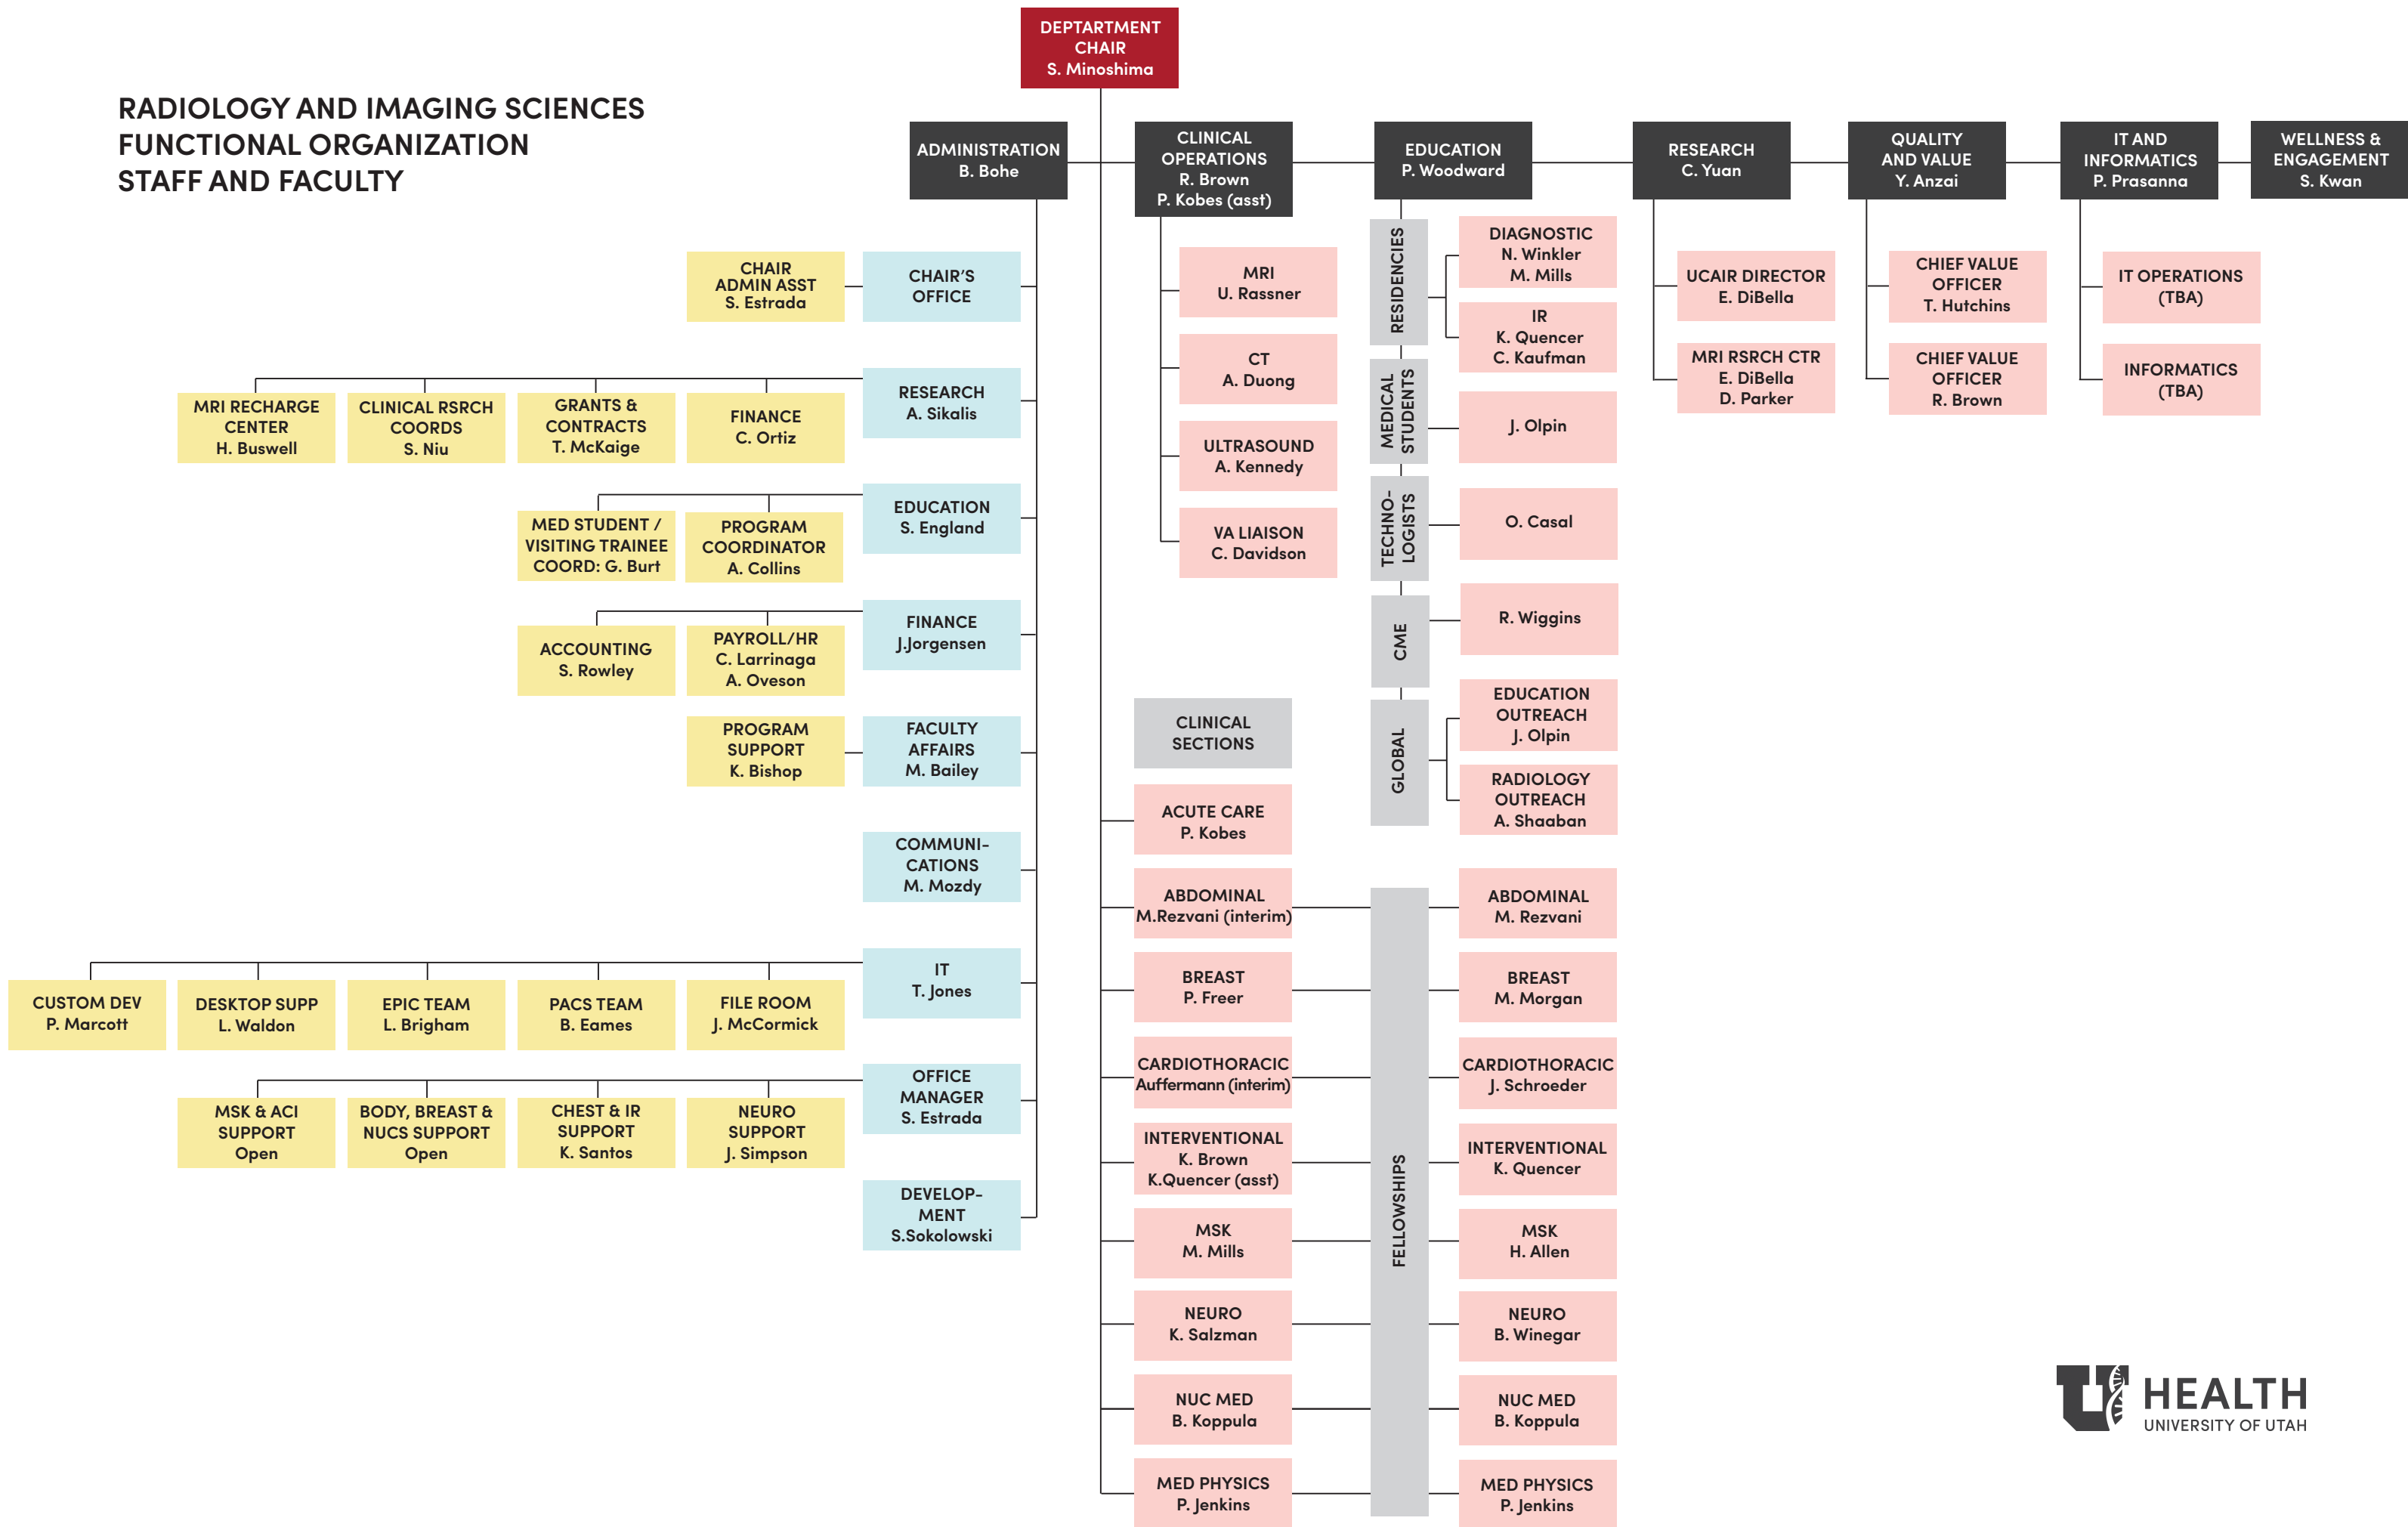 DEPTARTMENT
CHAIR
S. Minoshima
RADIOLOGY AND IMAGING SCIENCES
FUNCTIONAL ORGANIZATION
STAFF AND FACULTY
ADMINISTRATION
B. Bohe
CLINICAL
OPERATIONS
R. Brown
P. Kobes (asst)
EDUCATION
P. Woodward
RESEARCH
C. Yuan
QUALITY
AND VALUE
Y. Anzai
IT AND
INFORMATICS
P. Prasanna
WELLNESS &
ENGAGEMENT
S. Kwan
CHAIR
ADMIN ASST
S. Estrada
CHAIR'S
OFFICE
MRI RECHARGE
CENTER
H. Buswell
CLINICAL RSRCH
COORDS
S. Niu
GRANTS &
CONTRACTS
T. McKaige
FINANCE
C. Ortiz
RESEARCH
A. Sikalis
MED STUDENT /
VISITING TRAINEE
COORD: G. Burt
PROGRAM
COORDINATOR
A. Collins
EDUCATION
S. England
ACCOUNTING
S. Rowley
PAYROLL/HR
C. Larrinaga
A. Oveson
FINANCE
J.Jorgensen
PROGRAM
SUPPORT
K. Bishop
FACULTY
AFFAIRS
M. Bailey
COMMUNI-
CATIONS
M. Mozdy
CUSTOM DEV
P. Marcott
DESKTOP SUPP
L. Waldon
EPIC TEAM
L. Brigham
PACS TEAM
B. Eames
FILE ROOM
J. McCormick
IT
T. Jones
MSK & ACI
SUPPORT
Open
BODY, BREAST &
NUCS SUPPORT
Open
CHEST & IR
SUPPORT
K. Santos
NEURO
SUPPORT
J. Simpson
OFFICE
MANAGER
S. Estrada
DEVELOP-
MENT
S.Sokolowski
MRI
U. Rassner
CT
A. Duong
ULTRASOUND
A. Kennedy
VA LIAISON
C. Davidson
CLINICAL
SECTIONS
ACUTE CARE
P. Kobes
ABDOMINAL
M.Rezvani (interim)
BREAST
P. Freer
CARDIOTHORACIC
Auffermann (interim)
INTERVENTIONAL
K. Brown
K.Quencer (asst)
MSK
M. Mills
NEURO
K. Salzman
NUC MED
B. Koppula
MED PHYSICS
P. Jenkins
RESIDENCIES
DIAGNOSTIC
N. Winkler
M. Mills
IR
K. Quencer
C. Kaufman
MEDICAL
STUDENTS
J. Olpin
TECHNO-
LOGISTS
O. Casal
CME
R. Wiggins
GLOBAL
EDUCATION
OUTREACH
J. Olpin
RADIOLOGY
OUTREACH
A. Shaaban
FELLOWSHIPS
ABDOMINAL
M. Rezvani
BREAST
M. Morgan
CARDIOTHORACIC
J. Schroeder
INTERVENTIONAL
K. Quencer
MSK
H. Allen
NEURO
B. Winegar
NUC MED
B. Koppula
MED PHYSICS
P. Jenkins
UCAIR DIRECTOR
E. DiBella
MRI RSRCH CTR
E. DiBella
D. Parker
CHIEF VALUE
OFFICER
T. Hutchins
CHIEF VALUE
OFFICER
R. Brown
IT OPERATIONS
(TBA)
INFORMATICS
(TBA)
U HEALTH
UNIVERSITY OF UTAH